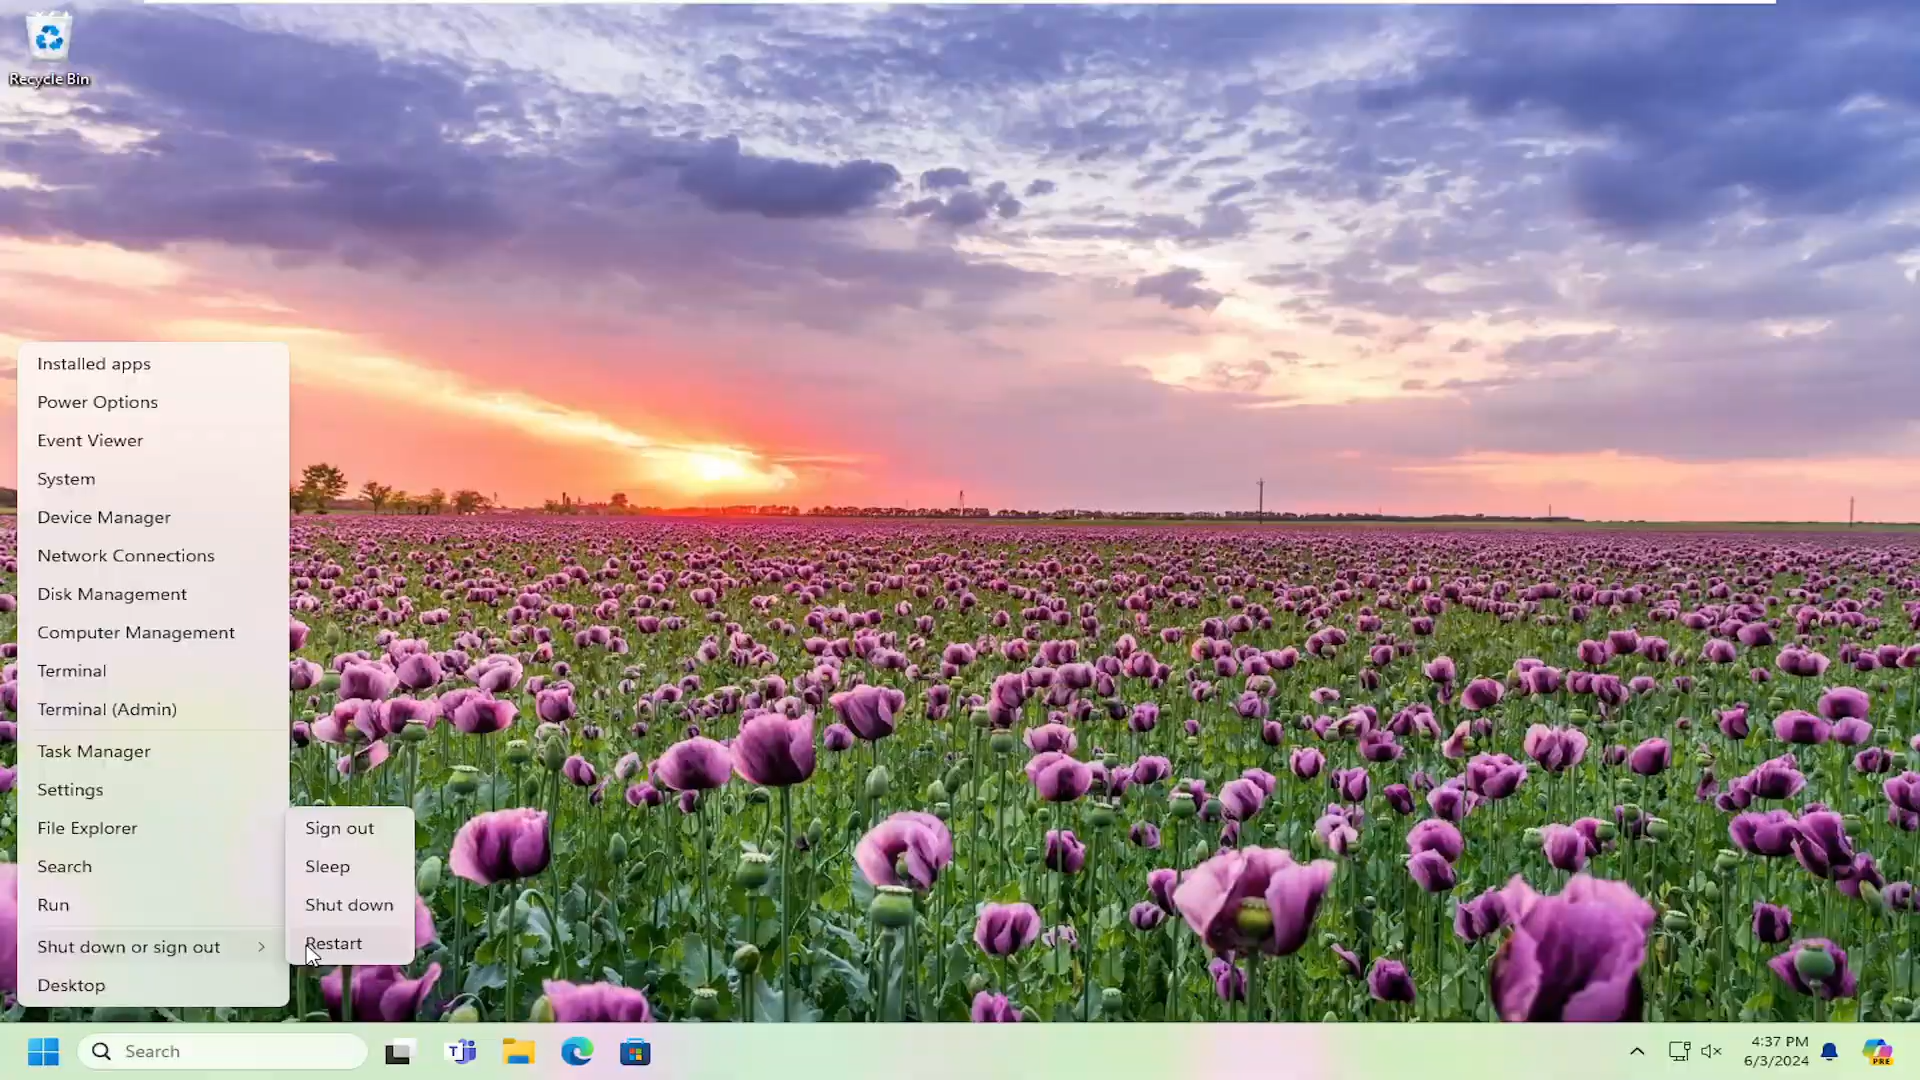 Recycle Bin
Installed apps
Power Options
Event Viewer
System
Device Manager
Network Connections
Disk Management
Computer Management
Terminal
Terminal (Admin)
Task Manager
Settings
File Explorer
Search
Run
Shut down or sign out
Desktop
Sign out
Sleep
Shut down
Restart
Search
T
4:37 PM
6/3/2024
PRE